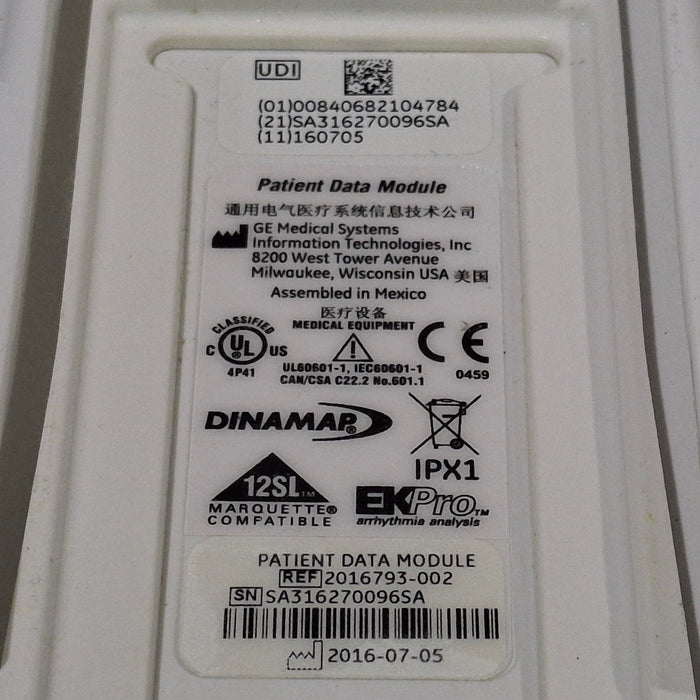 UDI
(01)00840682104784
(21)SA316270096SA
(11)160705
Patient Data Module
通用电气医疗系统信息技术公司
GE Medical Systems
Information Technologies, Inc
8200 West Tower Avenue
Milwaukee, Wisconsin USA 美国
Assembled in Mexico
医疗设备
MEDICAL EQUIPMENT
CLASSIFIED
C UL US
4P41
UL60601-1, IEC60601-1
CAN/CSA C22.2 No.601.1
CE
0459
DINAMAP®
IPX1
12SL™
MARQUETTE®
COMPATIBLE
EK-Pro™
arrhythmia analysis
PATIENT DATA MODULE
REF 2016793-002
SN SA316270096SA
2016-07-05